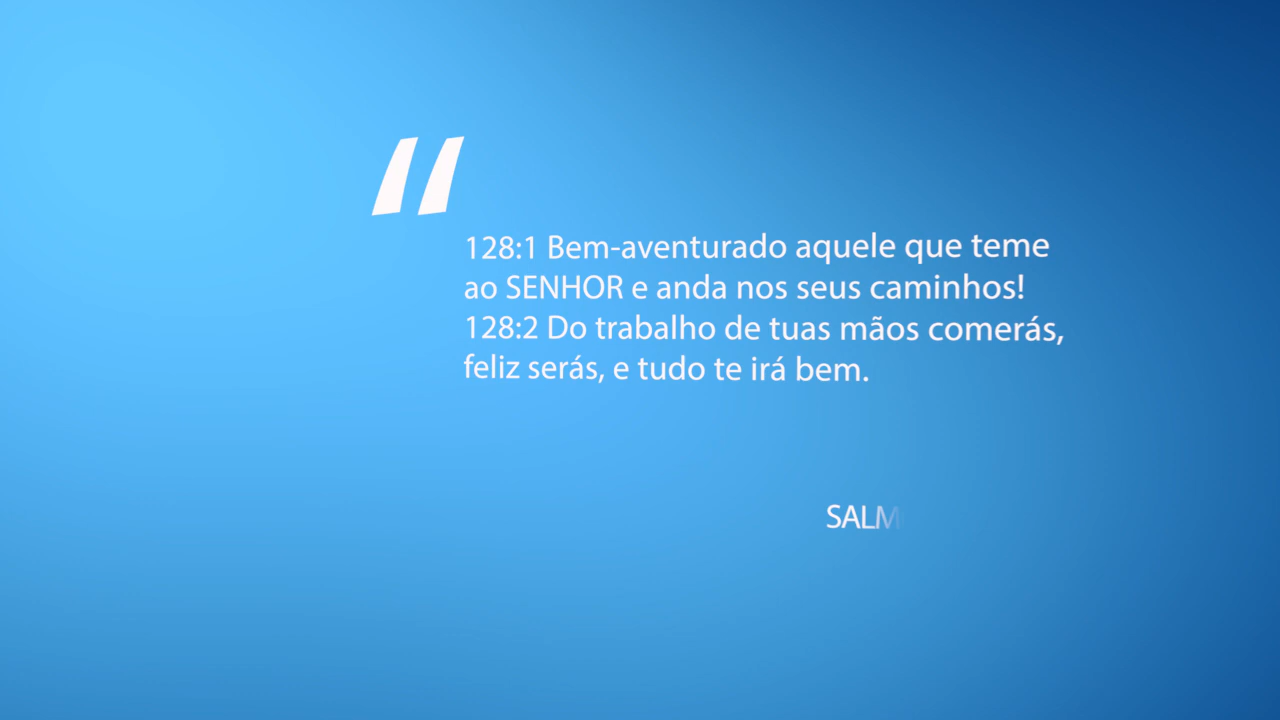 128:1 Bem-aventurado aquele que teme
ao SENHOR e anda nos seus caminhos!
128:2 Do trabalho de tuas mãos comerás,
feliz serás, e tudo te irá bem.
SALM